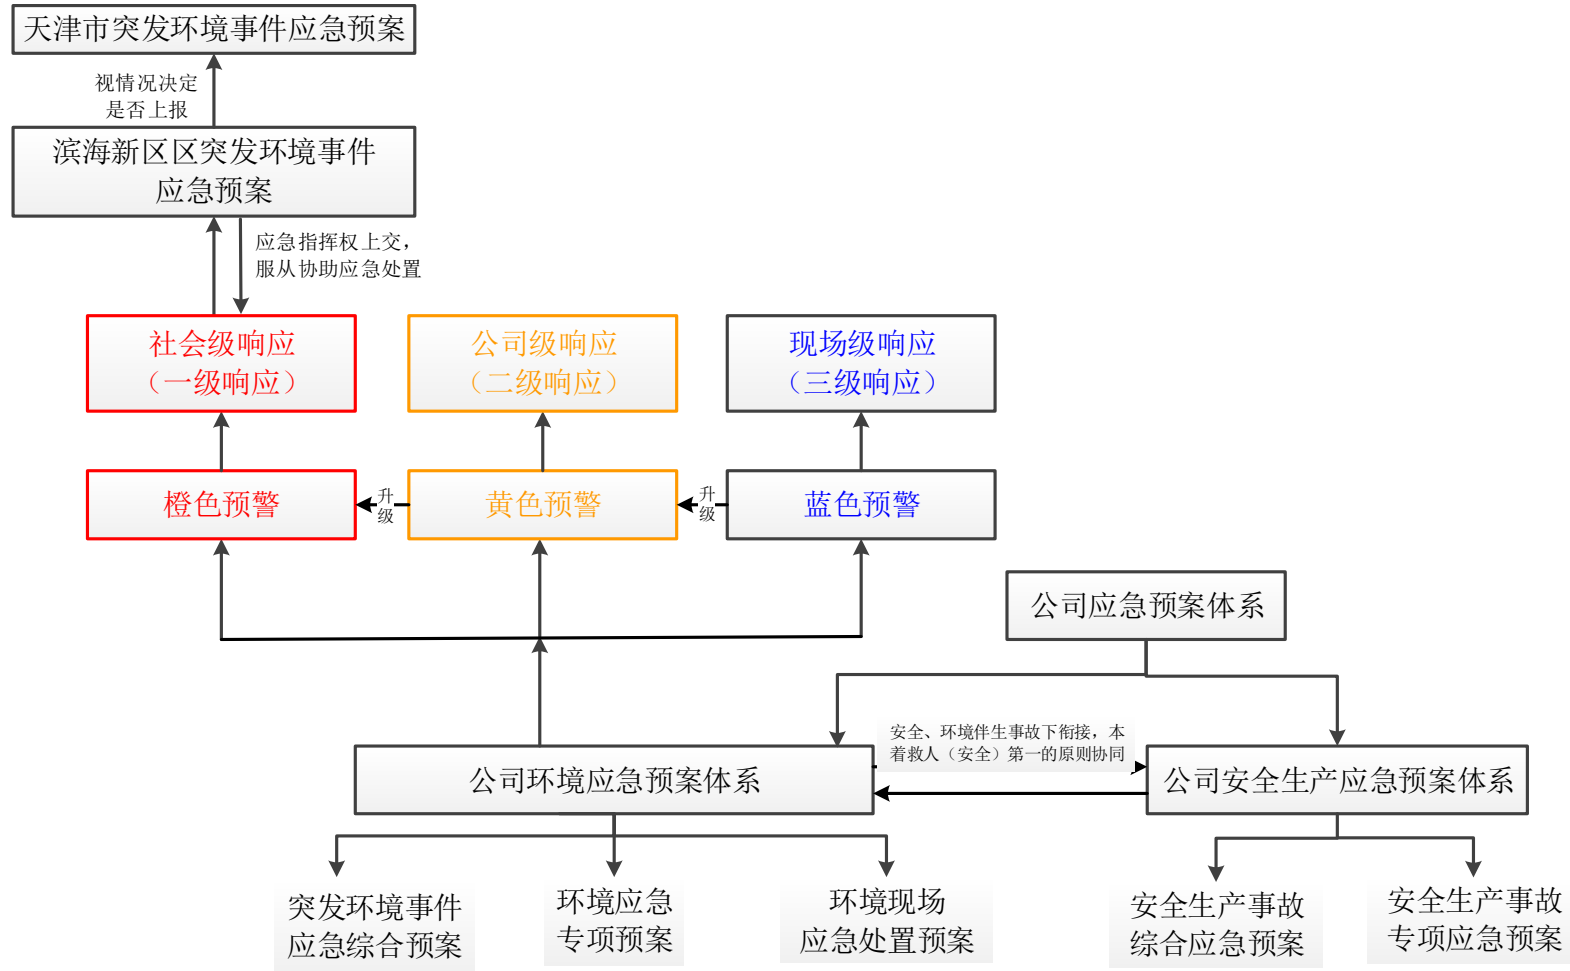 天津市突发环境事件应急预案
视情况决定
是否上报
滨海新区区突发环境事件
应急预案
应急指挥权上交，
服从协助应急处置
社会级响应
（一级响应）
公司级响应
（二级响应）
现场级响应
（三级响应）
橙色预警
升
级
黄色预警
升
级
蓝色预警
公司应急预案体系
安全、环境伴生事故下衔接，本
着救人（安全）第一的原则协同
公司环境应急预案体系
公司安全生产应急预案体系
突发环境事件
应急综合预案
环境应急
专项预案
环境现场
应急处置预案
安全生产事故
综合应急预案
安全生产事故
专项应急预案